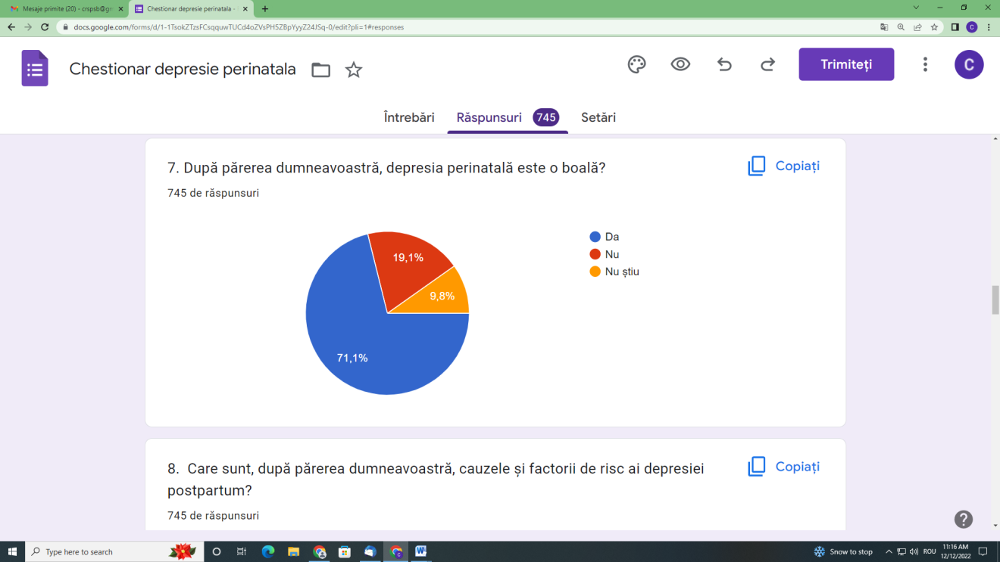 Mesaje primite (20) - crspsb@gm
Chestionar depresie perinatala -
docs.google.com/forms/d/1-1TsokZTzsFCsqquwTUCd4oZVsPH5ZBpYyyZ24JSq-0/edit?pli=1#responses
C
Chestionar depresie perinatala
Trimiteți
C
Întrebări
Răspunsuri 745
Setări
7. După părerea dumneavoastră, depresia perinatală este o boală?
Copiați
745 de răspunsuri
Da
Nu
Nu știu
19,1%
9,8%
71,1%
8. Care sunt, după părerea dumneavoastră, cauzele și factorii de risc ai depresiei
postpartum?
Copiați
745 de răspunsuri
Type here to search
Snow to stop
ROU
11:16 AM
12/12/2022